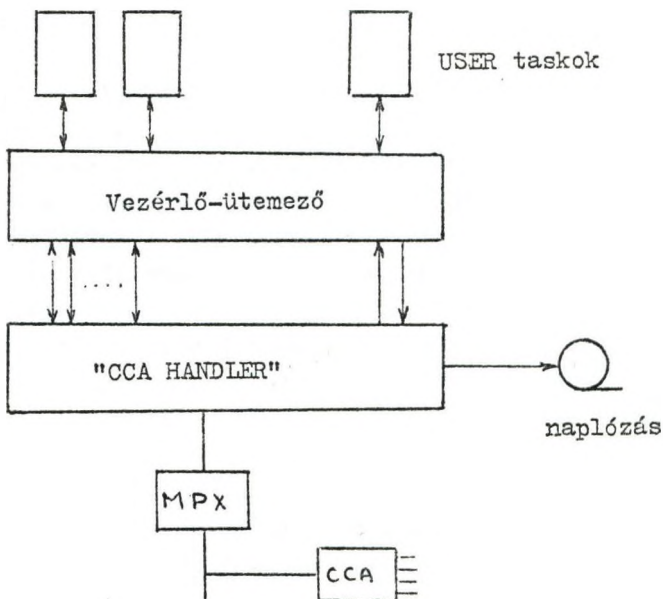 USER taskok
Vezérlő-ütemező
....
"CCA HANDLER"
naplózás
MPX
CCA